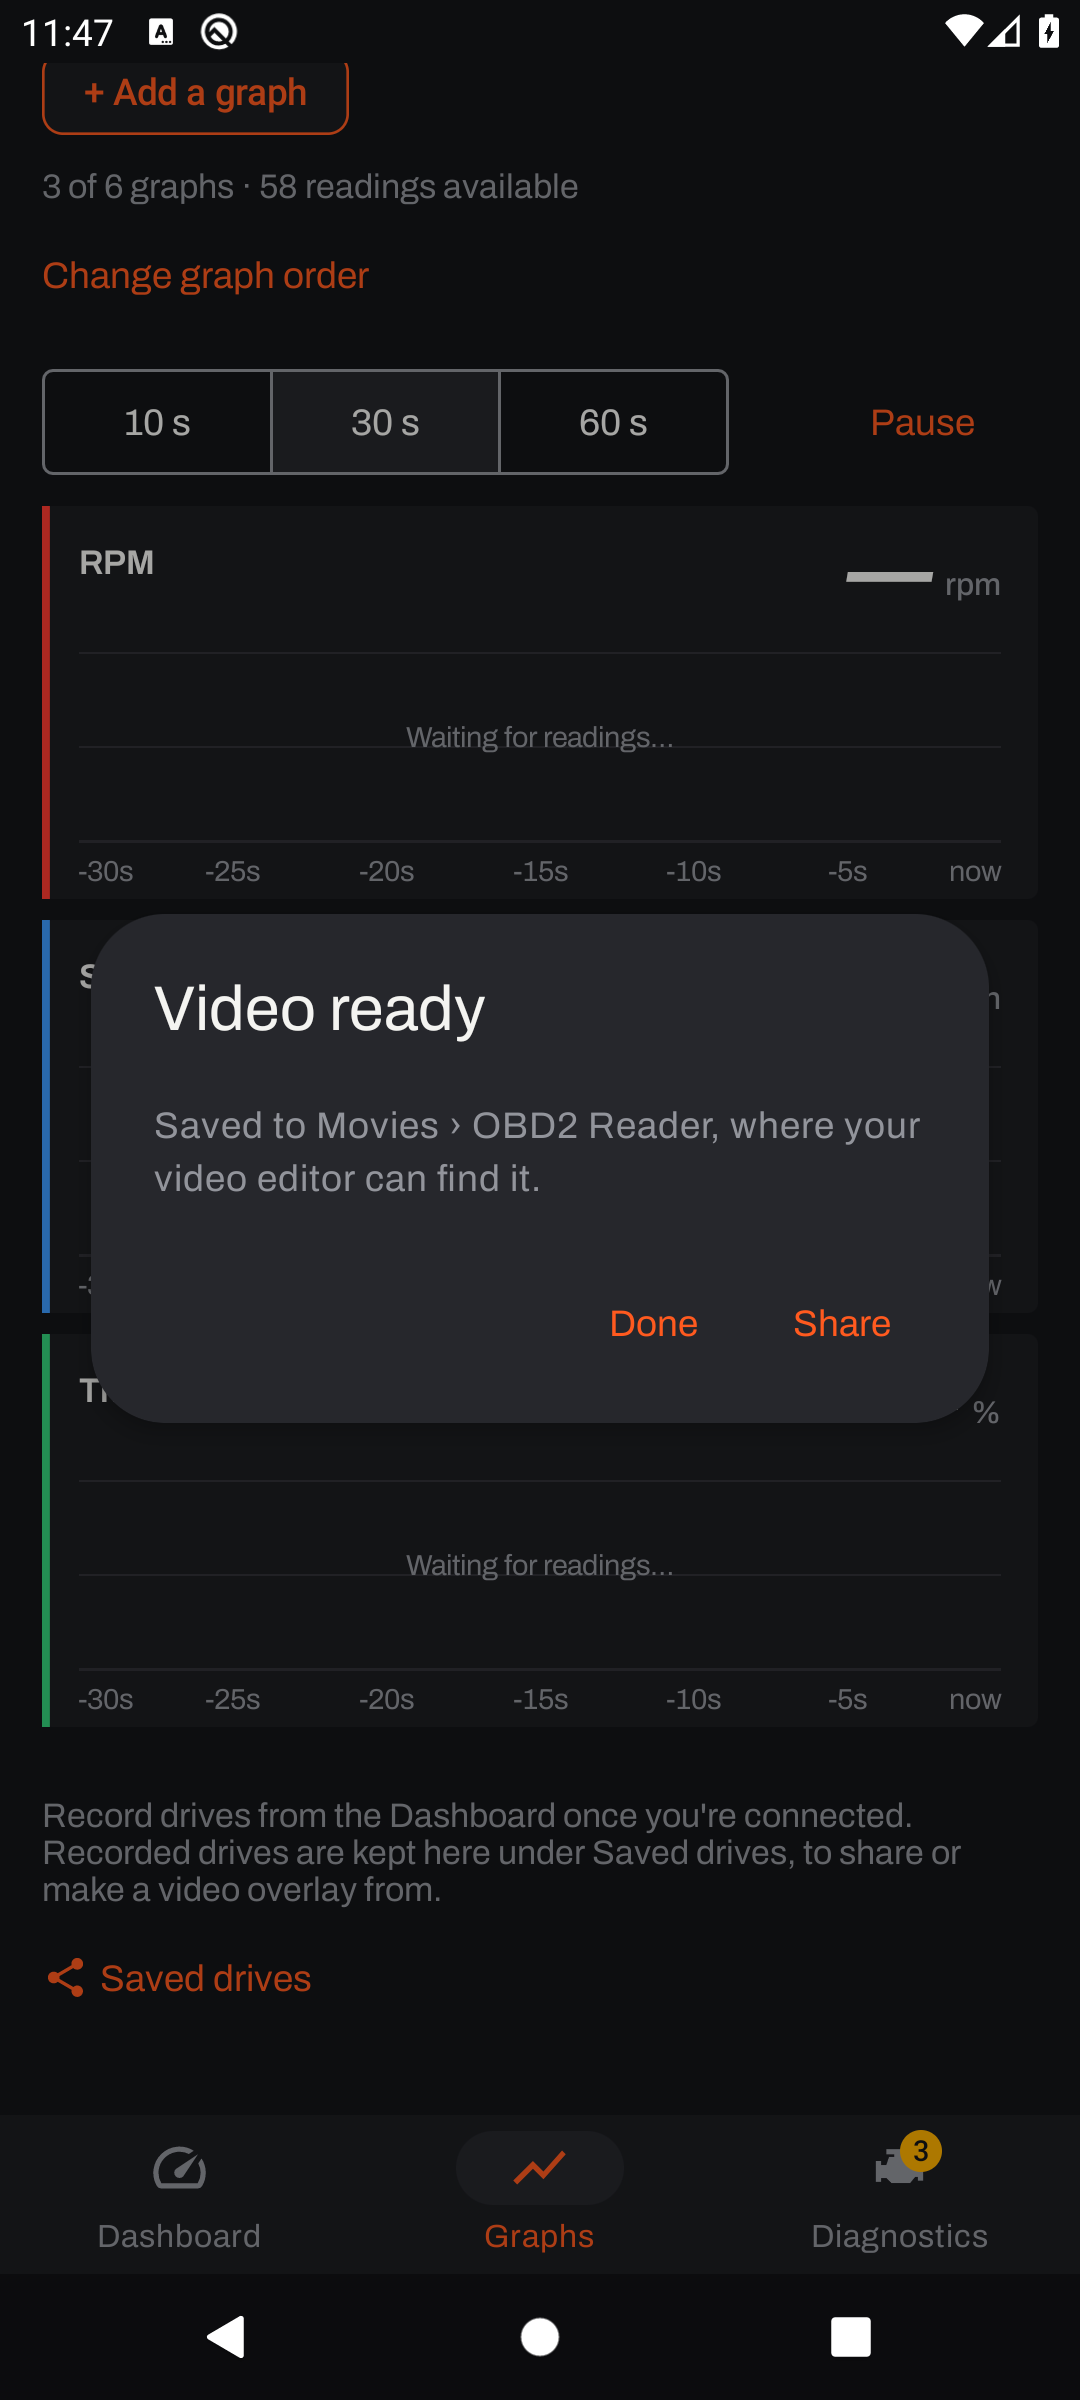 11:47
+ Add a graph
3 of 6 graphs · 58 readings available
Change graph order
10 s 30 s 60 s Pause
RPM
rpm
Waiting for readings...
-30s -25s -20s -15s -10s -5s now
Video ready
Saved to Movies › OBD2 Reader, where your
video editor can find it.
Done Share
%
Waiting for readings...
-30s -25s -20s -15s -10s -5s now
Record drives from the Dashboard once you're connected.
Recorded drives are kept here under Saved drives, to share or
make a video overlay from.
Saved drives
3
Dashboard Graphs Diagnostics